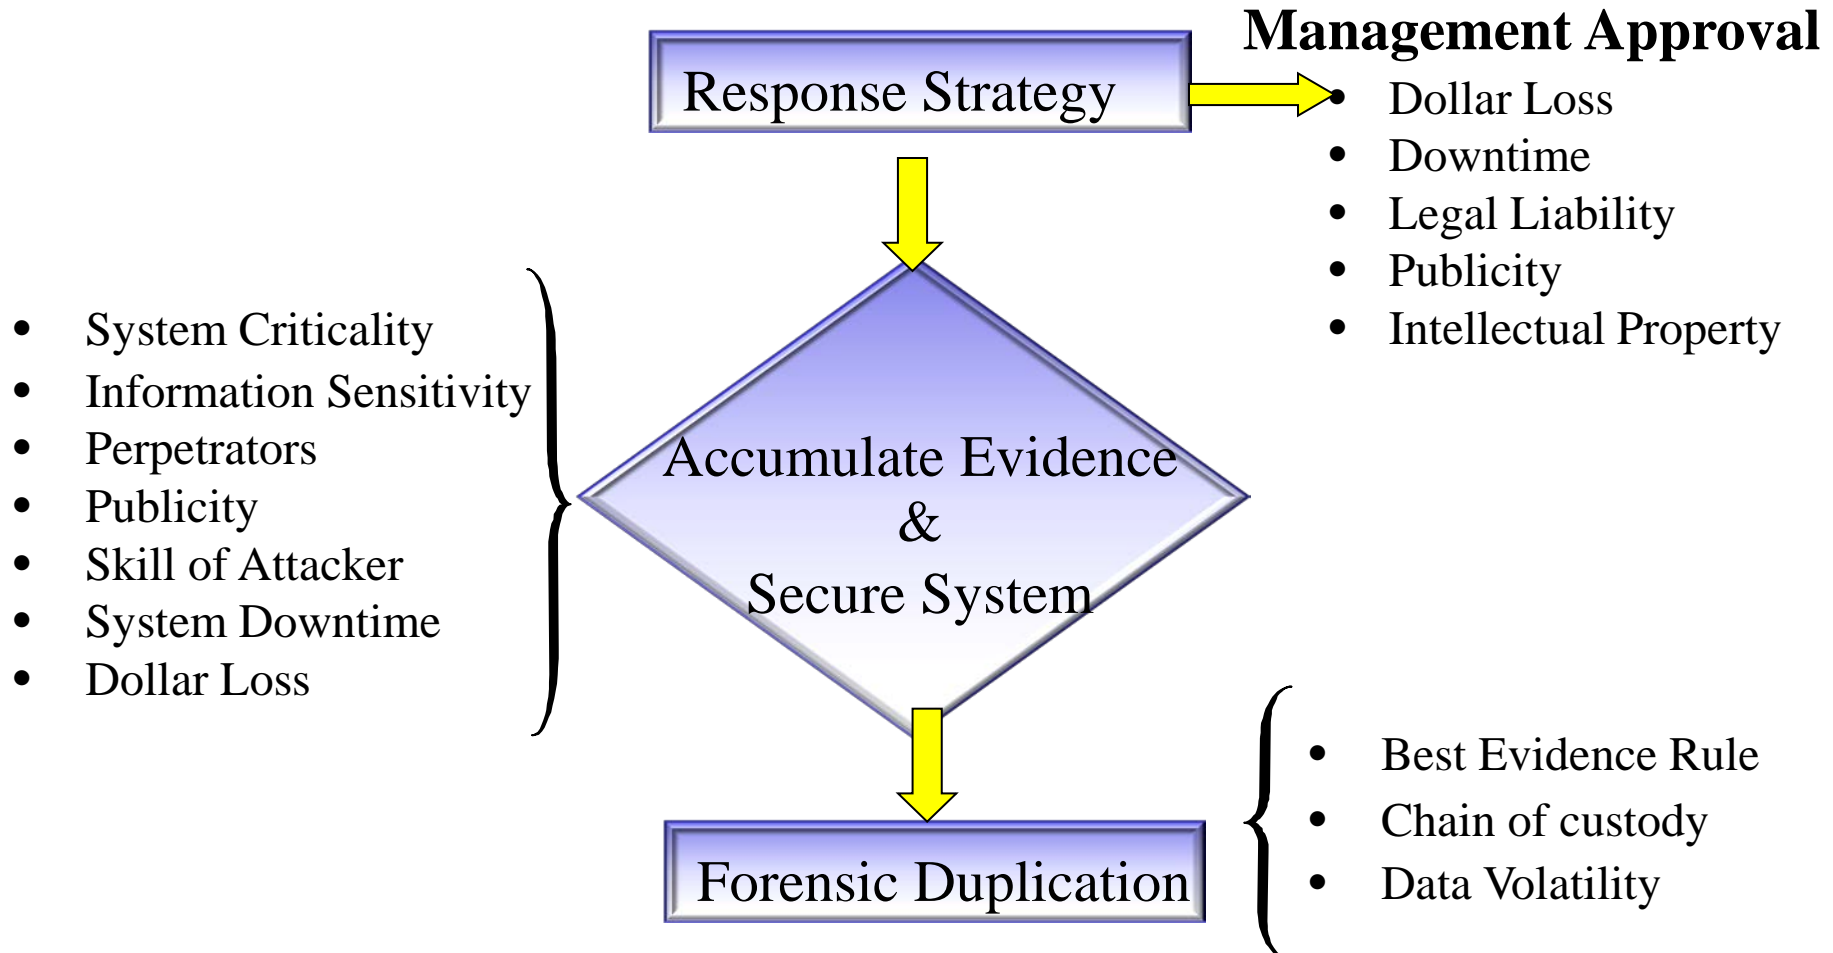 Management Approval
Response Strategy
• Dollar Loss
• Downtime
• Legal Liability
• Publicity
• Intellectual Property
• System Criticality
• Information Sensitivity
• Perpetrators
• Publicity
• Skill of Attacker
• System Downtime
• Dollar Loss
Accumulate Evidence
&
Secure System
Forensic Duplication
• Best Evidence Rule
• Chain of custody
• Data Volatility